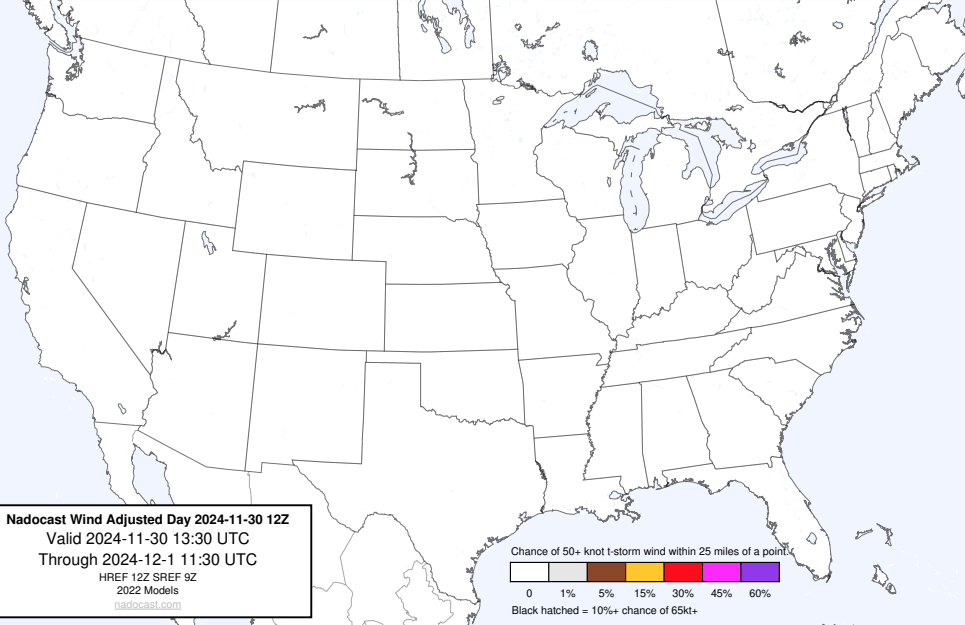 Nadocast Wind Adjusted Day 2024-11-30 12Z
Valid 2024-11-30 13:30 UTC
Through 2024-12-1 11:30 UTC
HREF 12Z SREF 9Z
2022 Models
nadocast.com
Chance of 50+ knot t-storm wind within 25 miles of a point.
0 1% 5% 15% 30% 45% 60%
Black hatched = 10%+ chance of 65kt+